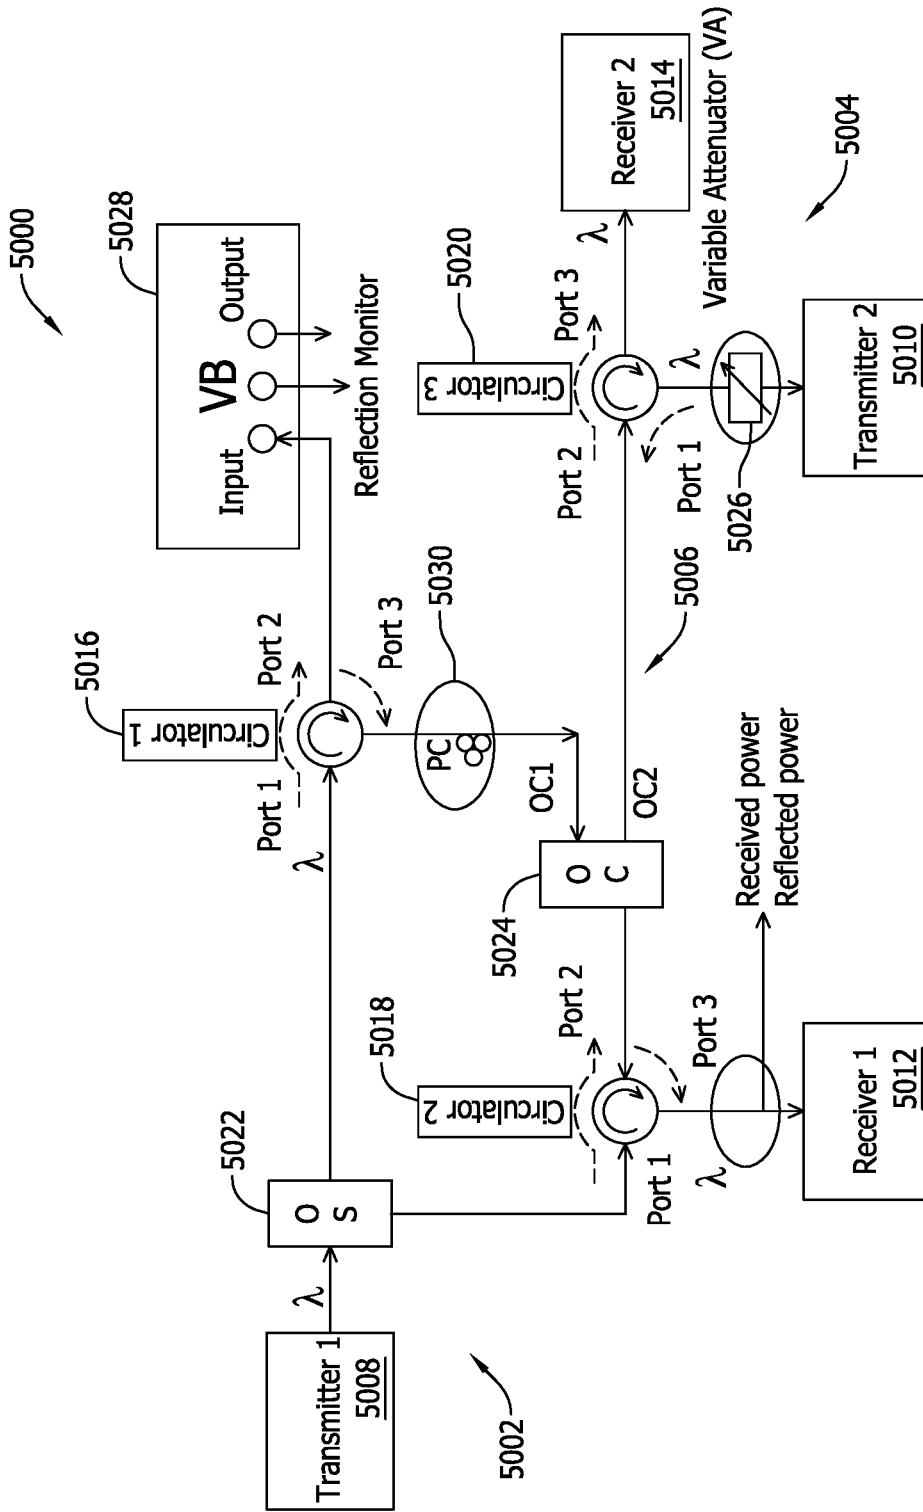 5000
5028
Input
VB
Output
Reflection Monitor
5016
Circulator 1
Port 1
Port 2
Port 3
λ
5030
PC
OC1
5022
O
S
λ
Transmitter 1
5008
5002
5018
Circulator 2
Port 1
Port 2
Port 3
λ
5024
O
C
OC2
5006
Received power
Reflected power
Receiver 1
5012
5020
Circulator 3
Port 2
Port 3
Port 1
λ
λ
Receiver 2
5014
Variable Attenuator (VA)
5004
5026
Transmitter 2
5010